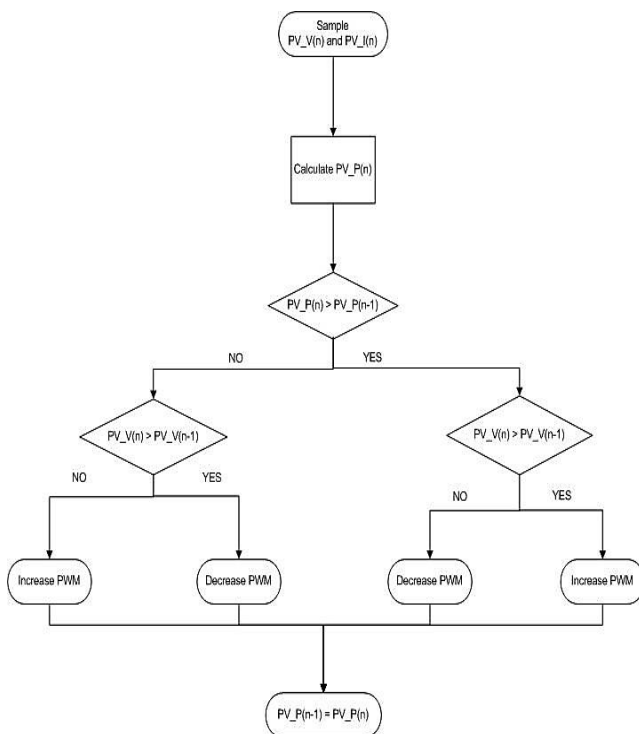 Sample
PV_V(n) and PV_I(n)
Calculate PV_P(n)
PV_P(n) > PV_P(n-1)
NO
YES
PV_V(n) > PV_V(n-1)
PV_V(n) > PV_V(n-1)
NO
YES
NO
YES
Increase PWM
Decrease PWM
Decrease PWM
Increase PWM
PV_P(n-1) = PV_P(n)